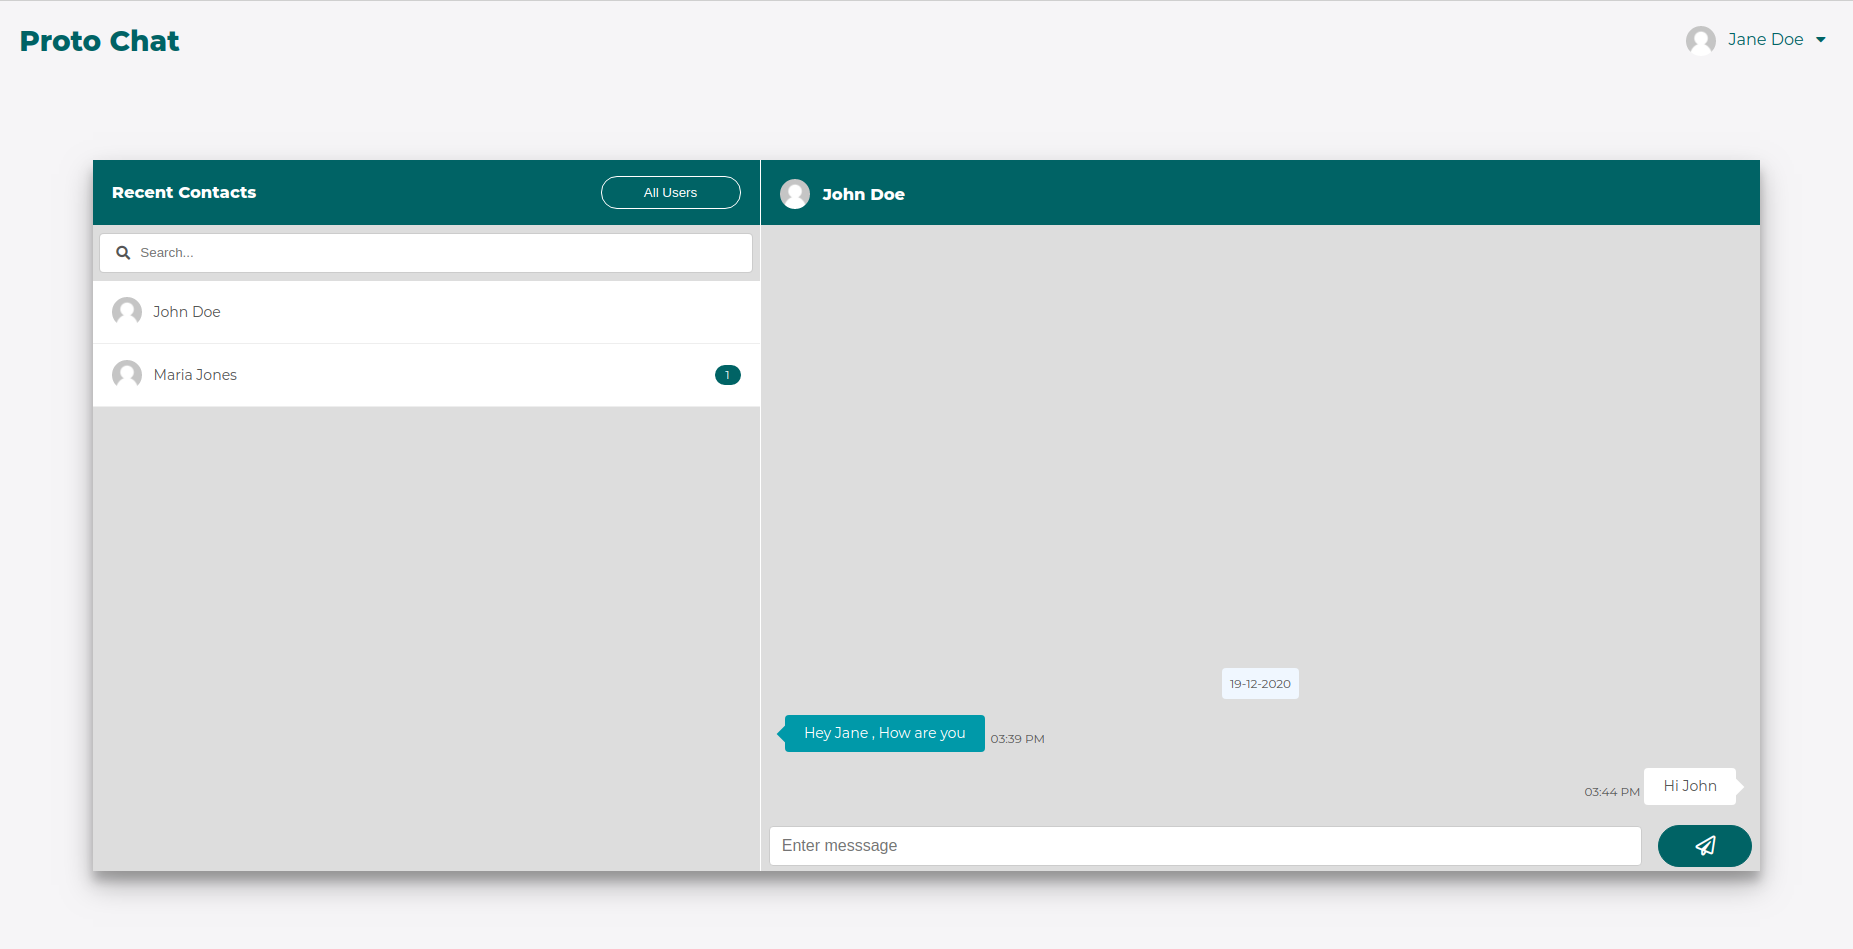 Proto Chat
Jane Doe
Recent Contacts
All Users
John Doe
Search...
John Doe
Maria Jones
1
19-12-2020
Hey Jane , How are you
03:39 PM
03:44 PM
Hi John
Enter messsage